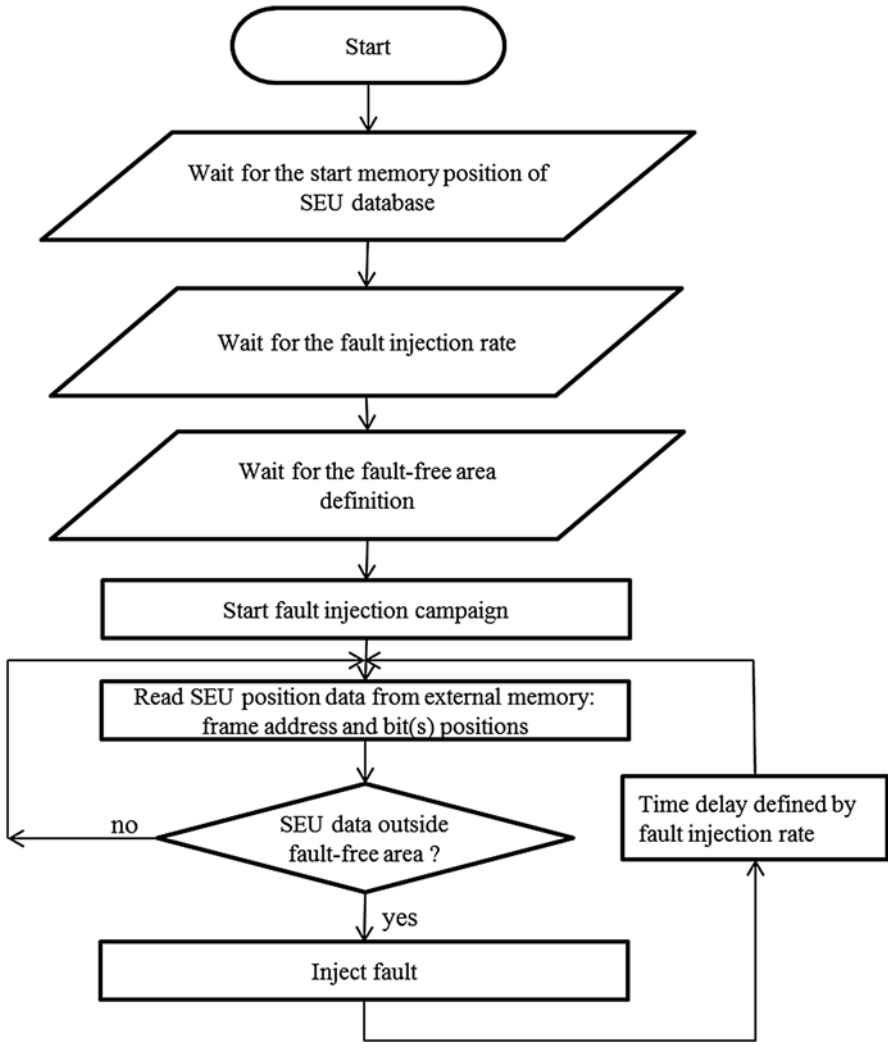 Start
Wait for the start memory position of
SEU database
Wait for the fault injection rate
Wait for the fault-free area
definition
Start fault injection campaign
Read SEU position data from external memory:
frame address and bit(s) positions
Time delay defined by
fault injection rate
SEU data outside
fault-free area ?
no
yes
Inject fault